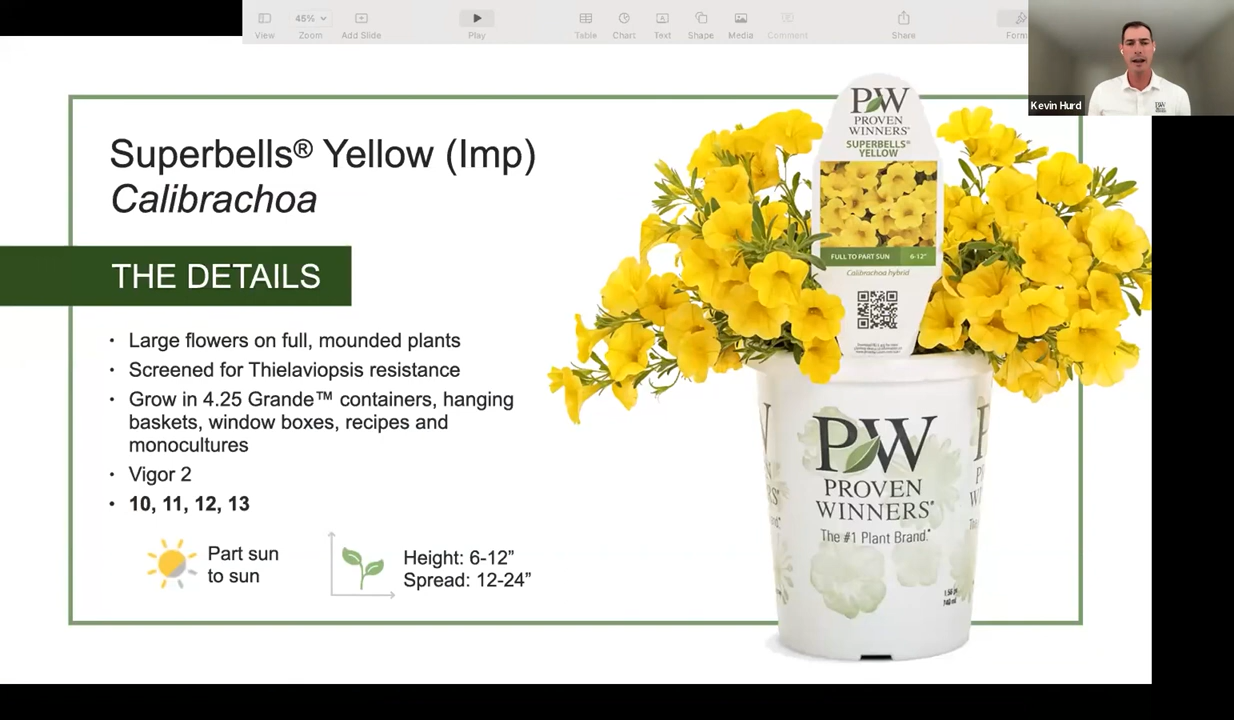 45%
View
Zoom
Add Slide
Play
Table
Chart
Text
Shape
Media
Comment
Share
Kevin Hurd
PW
Superbells® Yellow (Imp)
Calibrachoa
THE DETAILS
· Large flowers on full, mounded plants
· Screened for Thielaviopsis resistance
· Grow in 4.25 Grande™ containers, hanging
baskets, window boxes, recipes and
monocultures
· Vigor 2
· 10, 11, 12, 13
Part sun
to sun
Height: 6-12”
Spread: 12-24”
PW
PROVEN
WINNERS®
SUPERBELLS®
YELLOW
FULL TO PART SUN
6-12"
Calibrachoa hybrid
PW
PROVEN
WINNERS®
The #1 Plant Brand.®